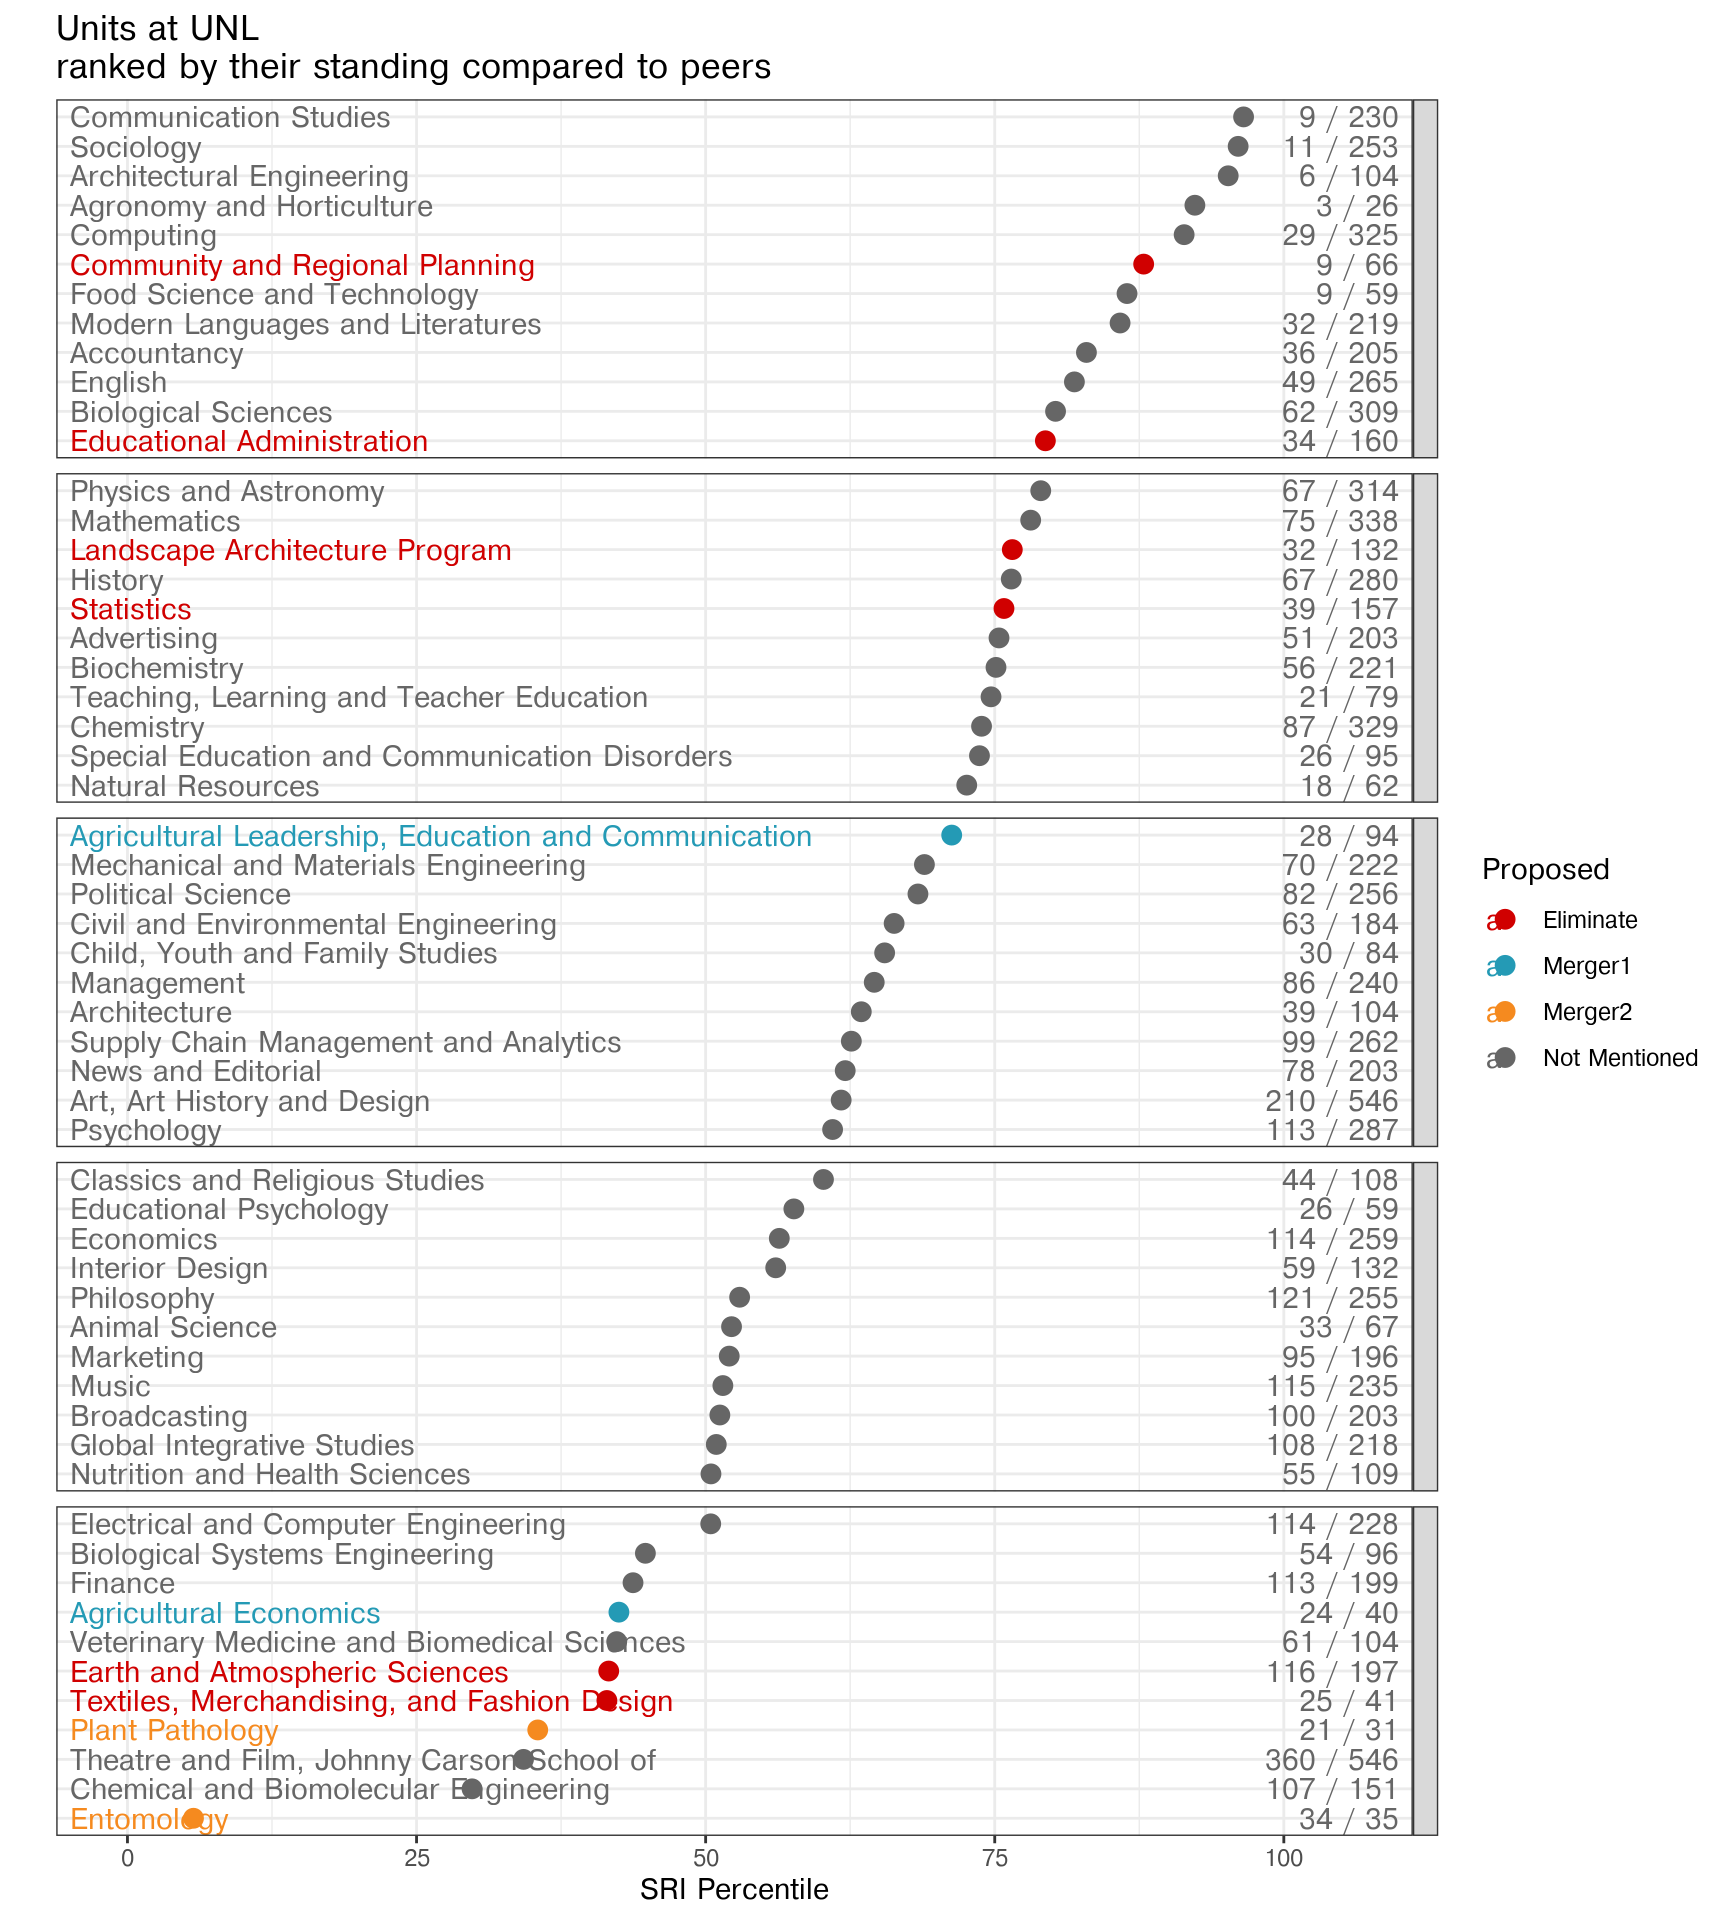 Units at UNL
ranked by their standing compared to peers
Communication Studies 9 / 230
Sociology 11 / 253
Architectural Engineering 6 / 104
Agronomy and Horticulture 3 / 26
Computing 29 / 325
Community and Regional Planning 9 / 66
Food Science and Technology 9 / 59
Modern Languages and Literatures 32 / 219
Accountancy 36 / 205
English 49 / 265
Biological Sciences 62 / 309
Educational Administration 34 / 160
Physics and Astronomy 67 / 314
Mathematics 75 / 338
Landscape Architecture Program 32 / 132
History 67 / 280
Statistics 39 / 157
Advertising 51 / 203
Biochemistry 56 / 221
Teaching, Learning and Teacher Education 21 / 79
Chemistry 87 / 329
Special Education and Communication Disorders 26 / 95
Natural Resources 18 / 62
Agricultural Leadership, Education and Communication 28 / 94
Mechanical and Materials Engineering 70 / 222
Political Science 82 / 256
Civil and Environmental Engineering 63 / 184
Child, Youth and Family Studies 30 / 84
Management 86 / 240
Architecture 39 / 104
Supply Chain Management and Analytics 99 / 262
News and Editorial 78 / 203
Art, Art History and Design 210 / 546
Psychology 113 / 287
Classics and Religious Studies 44 / 108
Educational Psychology 26 / 59
Economics 114 / 259
Interior Design 59 / 132
Philosophy 121 / 255
Animal Science 33 / 67
Marketing 95 / 196
Music 115 / 235
Broadcasting 100 / 203
Global Integrative Studies 108 / 218
Nutrition and Health Sciences 55 / 109
Electrical and Computer Engineering 114 / 228
Biological Systems Engineering 54 / 96
Finance 113 / 199
Agricultural Economics 24 / 40
Veterinary Medicine and Biomedical Sciences 61 / 104
Earth and Atmospheric Sciences 116 / 197
Textiles, Merchandising, and Fashion Design 25 / 41
Plant Pathology 21 / 31
Theatre and Film, Johnny Carson School of 360 / 546
Chemical and Biomolecular Engineering 107 / 151
Entomology 34 / 35
0 25 50 75 100
SRI Percentile
Proposed
a Eliminate
a Merger1
a Merger2
a Not Mentioned